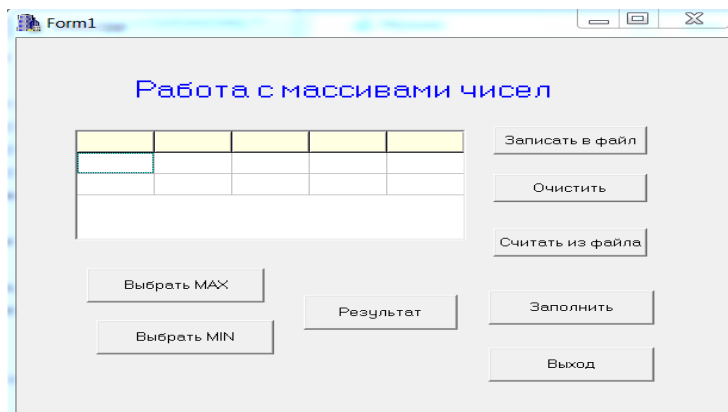 Form1
Работа с массивами чисел
Записать в файл
Очистить
Считать из файла
Выбрать MAX
Результат
Заполнить
Выбрать MIN
Выход